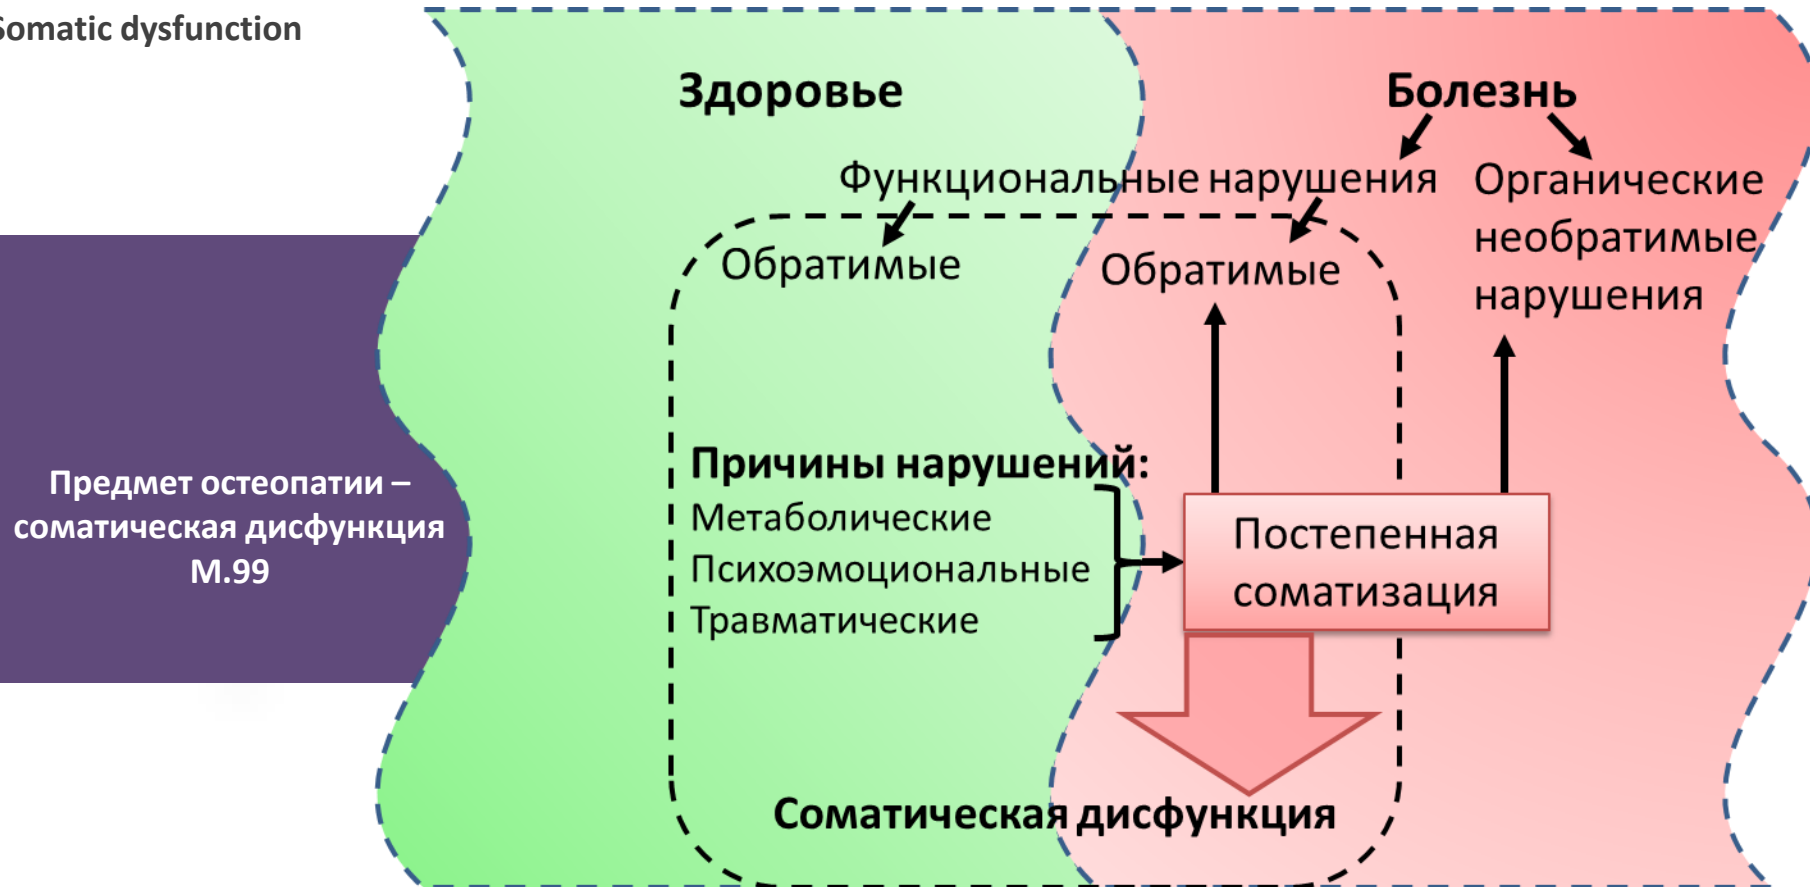 Somatic dysfunction
Предмет остеопатии –
соматическая дисфункция
М.99
Здоровье
Болезнь
Функциональные нарушения
Органические
необратимые
нарушения
Обратимые
Обратимые
Причины нарушений:
Метаболические
Психоэмоциональные
Травматические
Постепенная
соматизация
Соматическая дисфункция